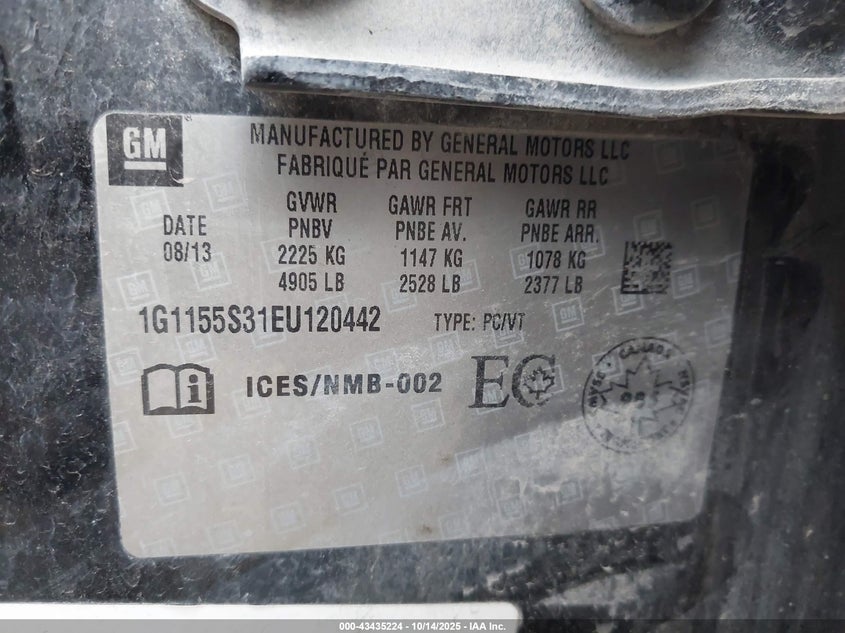 GM
MANUFACTURED BY GENERAL MOTORS LLC
FABRIQUÉ PAR GENERAL MOTORS LLC
DATE
08/13
GVWR
PNBV
2225 KG
4905 LB
GAWR FRT
PNBE AV.
1147 KG
2528 LB
GAWR RR
PNBE ARR.
1078 KG
2377 LB
1G1155S31EU120442 TYPE: PC/VT
i ICES/NMB-002 EC
CANADA
000-43435224 - 10/14/2025 - IAA Inc.